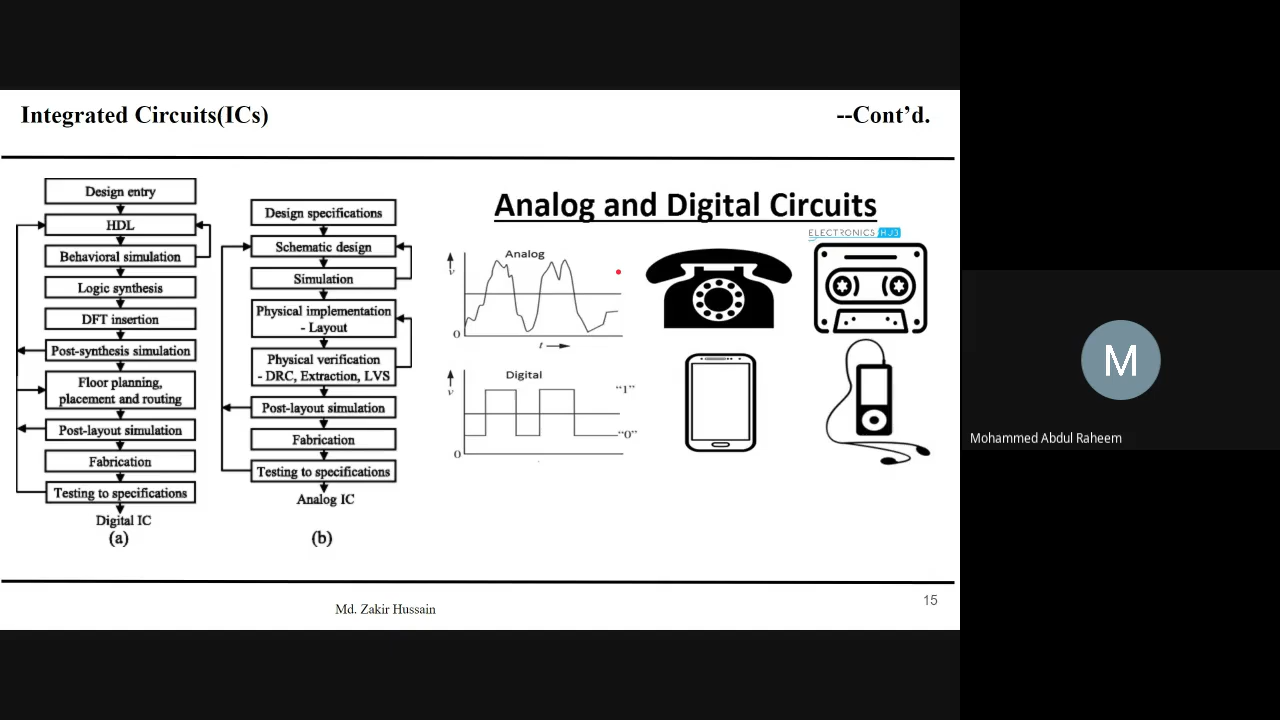 Integrated Circuits(ICs)
--Cont’d.
Design entry
HDL
Behavioral simulation
Logic synthesis
DFT insertion
Post-synthesis simulation
Floor planning,
placement and routing
Post-layout simulation
Fabrication
Testing to specifications
Digital IC
(a)
Design specifications
Schematic design
Simulation
Physical implementation
- Layout
Physical verification
- DRC, Extraction, LVS
Post-layout simulation
Fabrication
Testing to specifications
Analog IC
(b)
Analog and Digital Circuits
ELECTRONICS HUB
Analog
v
0
t
Digital
v
“1”
“0”
0
Md. Zakir Hussain
15
M
Mohammed Abdul Raheem